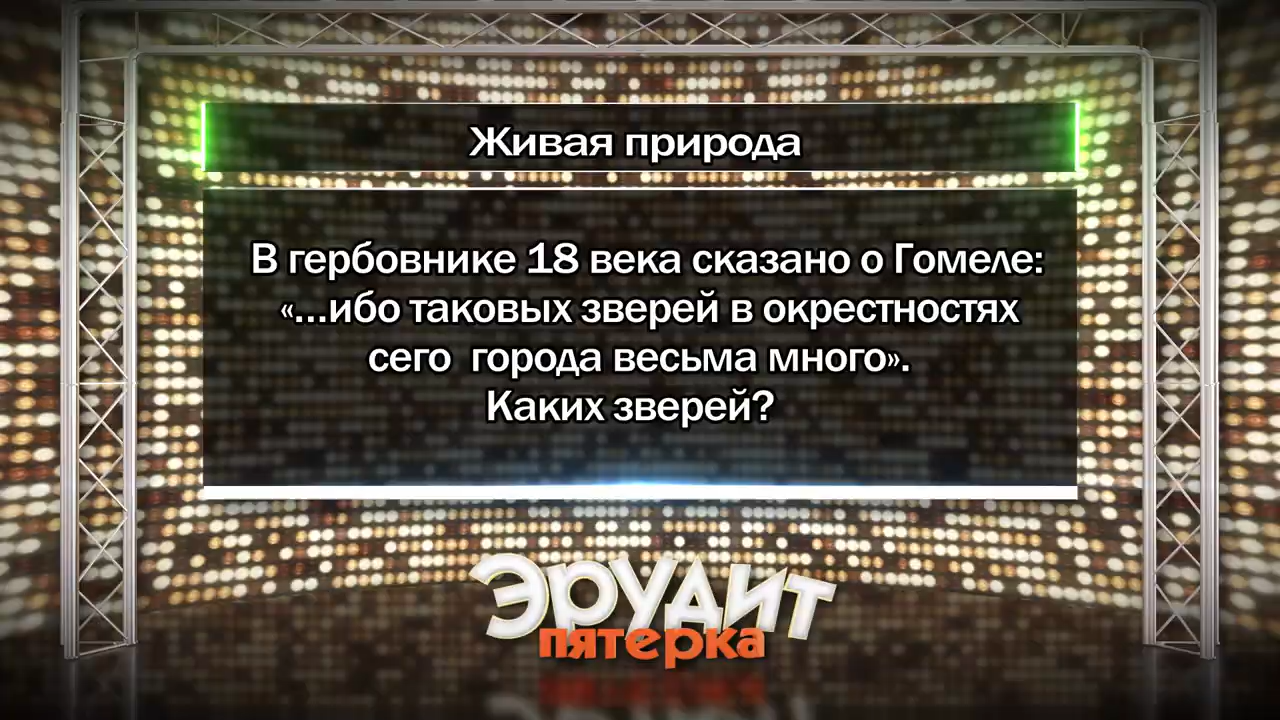 Живая природа
В гербовнике 18 века сказано о Гомеле:
«...ибо таковых зверей в окрестностях
сего города весьма много».
Каких зверей?
Эрудит
пятерка